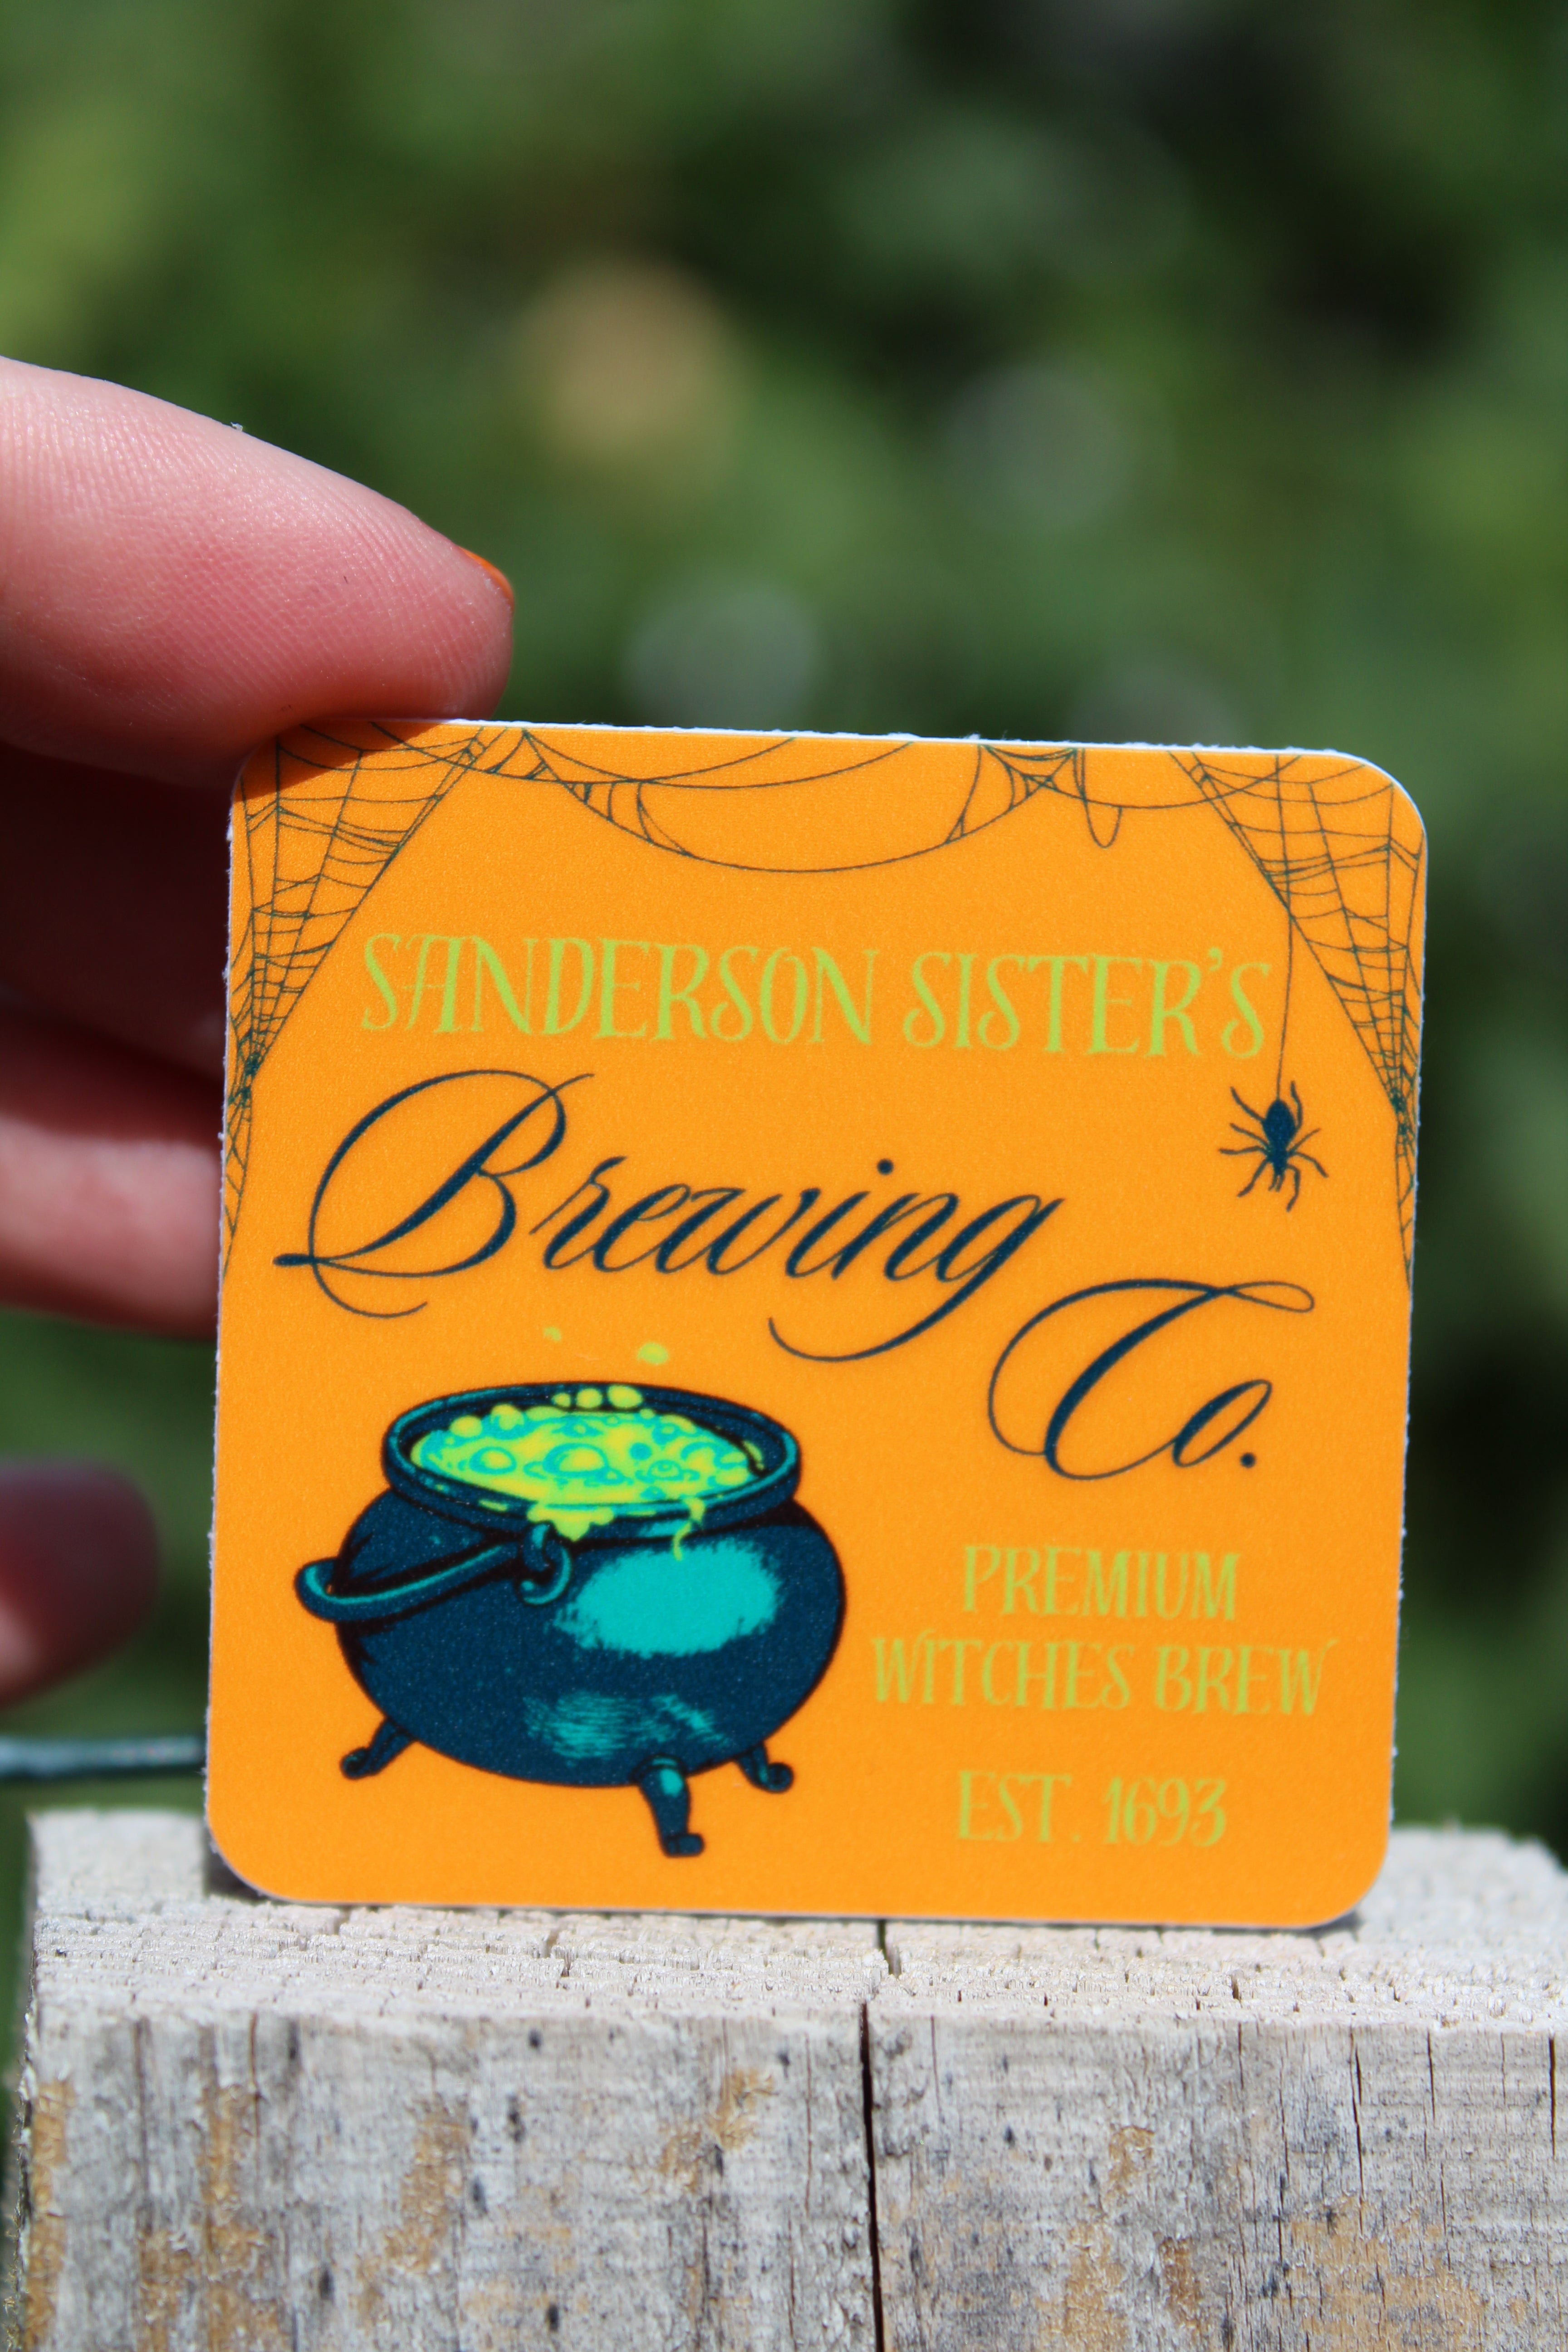 SANDERSON SISTER'S
Brewing
Co.
PREMIUM
WITCHES BREW
EST. 1693